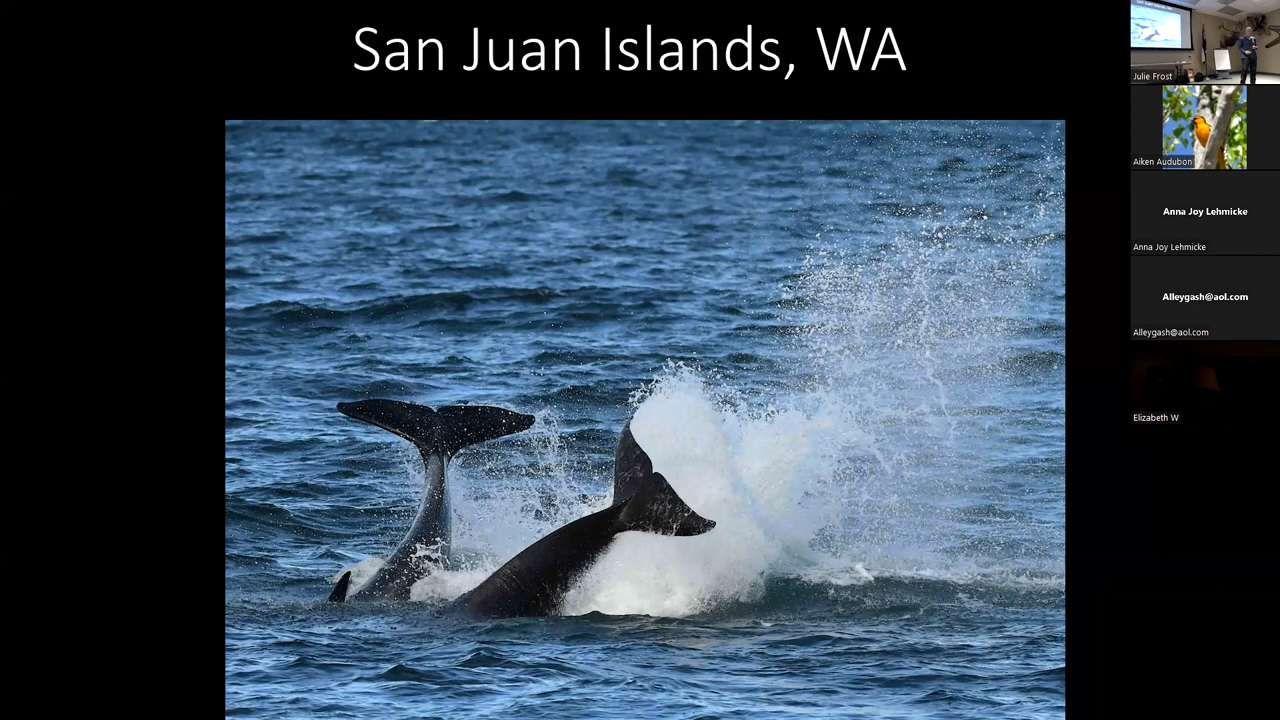 San Juan Islands, WA
Julie Frost
Aiken Audubon
Anna Joy Lehmicke
Anna Joy Lehmicke
Alleygash@aol.com
Alleygash@aol.com
Elizabeth W